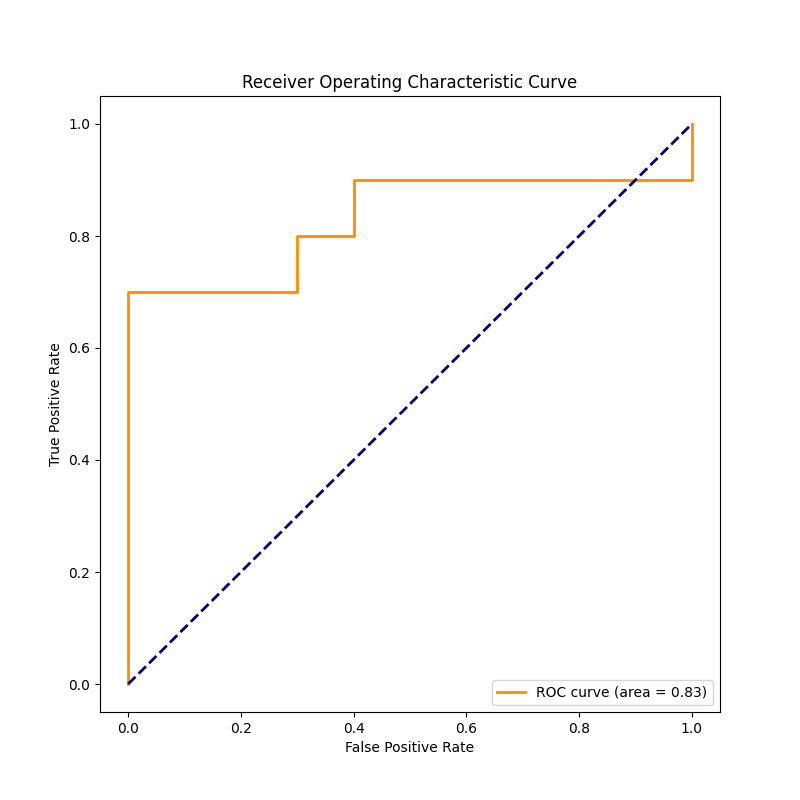 Receiver Operating Characteristic Curve
1.0
0.8
0.6
0.4
0.2
0.0
True Positive Rate
ROC curve (area = 0.83)
0.0 0.2 0.4 0.6 0.8 1.0
False Positive Rate